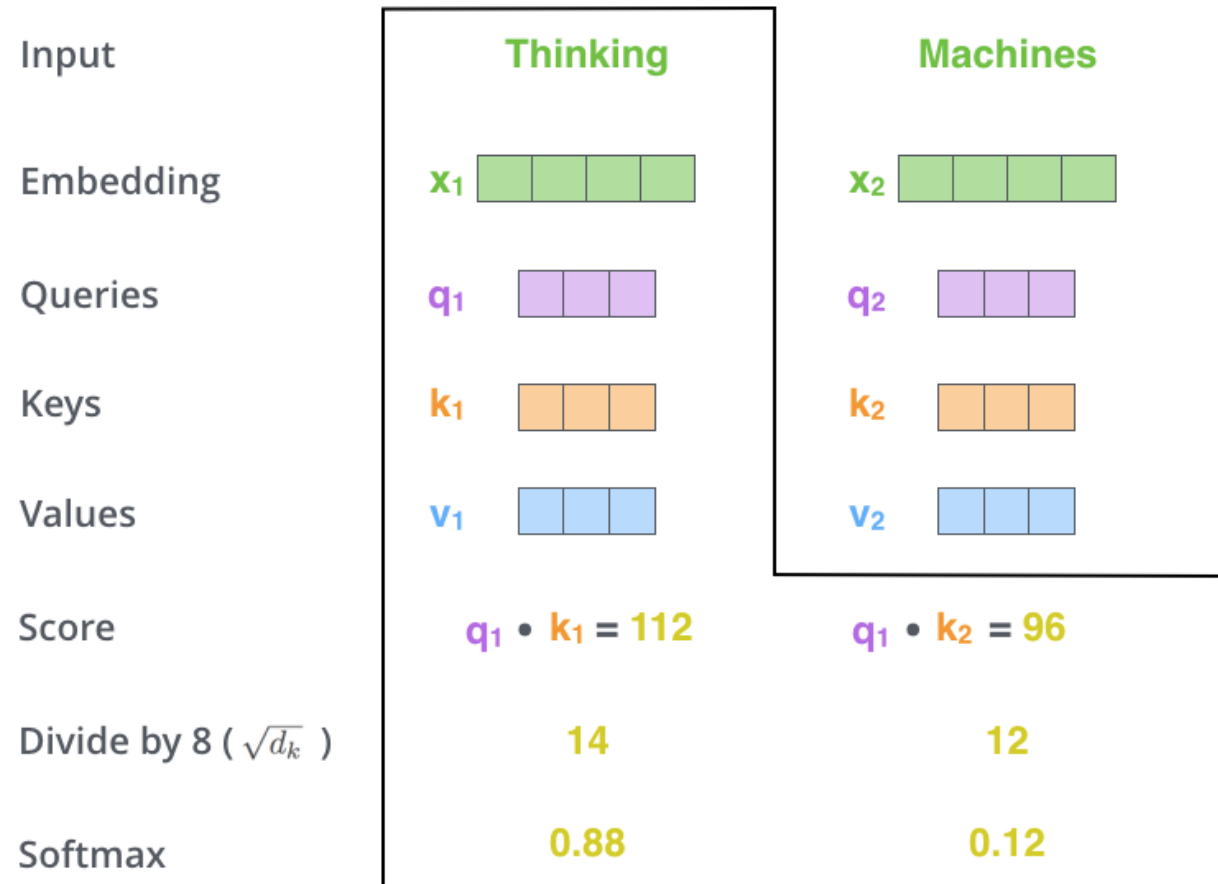 Input Thinking Machines
Embedding x₁ x₂
Queries q₁ q₂
Keys k₁ k₂
Values v₁ v₂
Score q₁ • k₁ = 112 q₁ • k₂ = 96
Divide by 8 ( √dₖ ) 14 12
Softmax 0.88 0.12